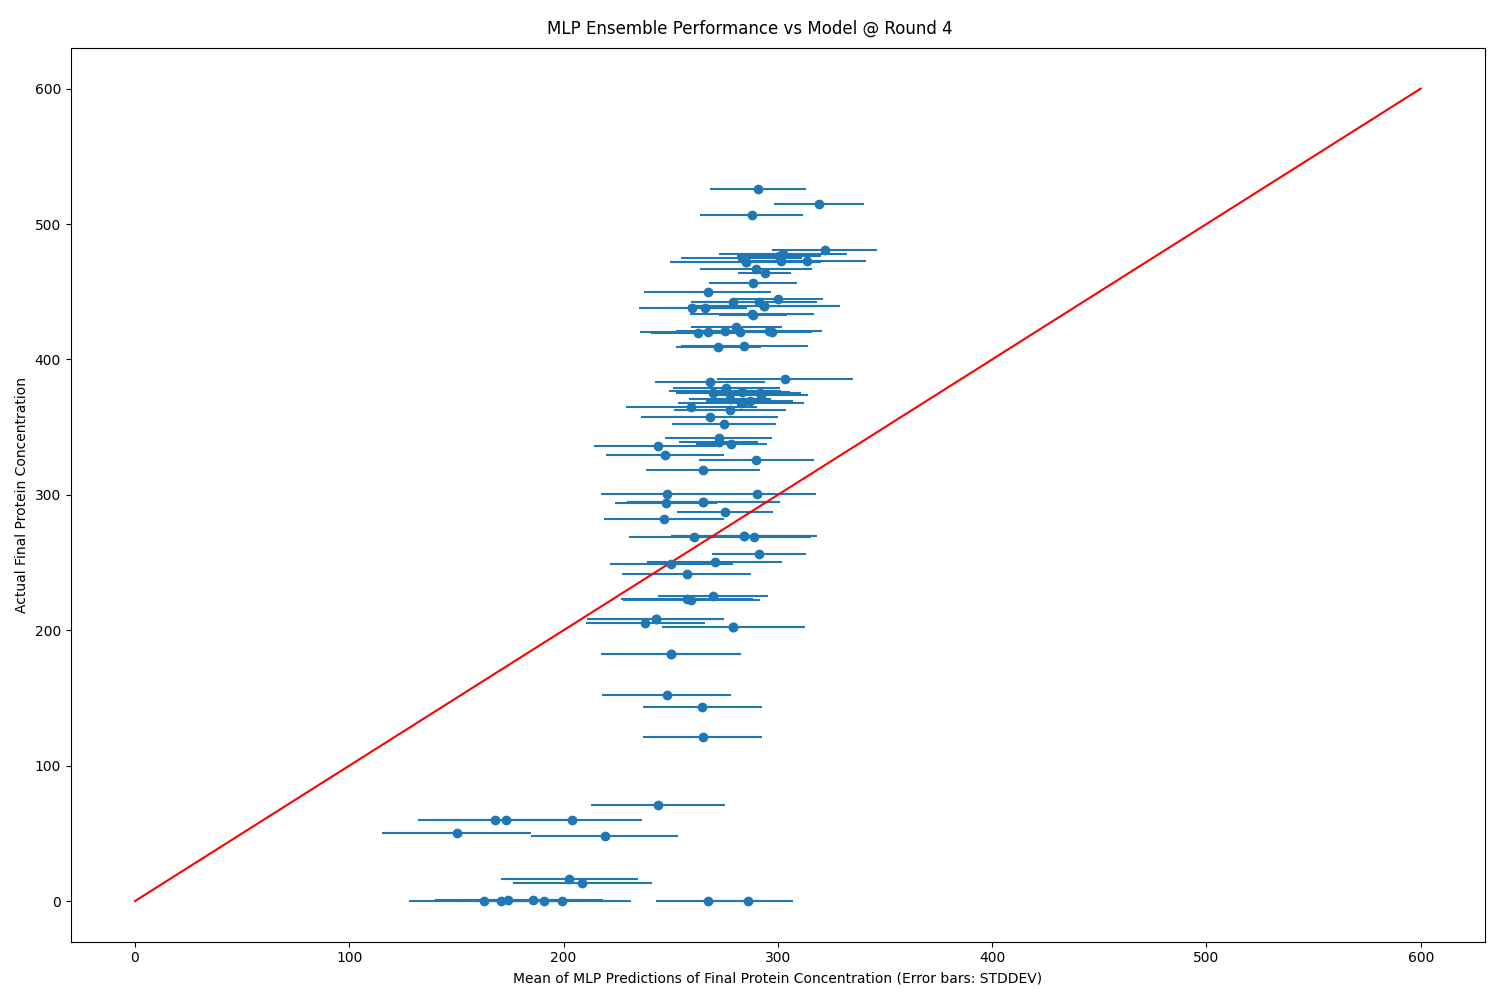 MLP Ensemble Performance vs Model @ Round 4
600
500
400
300
200
100
0
Actual Final Protein Concentration
0 100 200 300 400 500 600
Mean of MLP Predictions of Final Protein Concentration (Error bars: STDDEV)